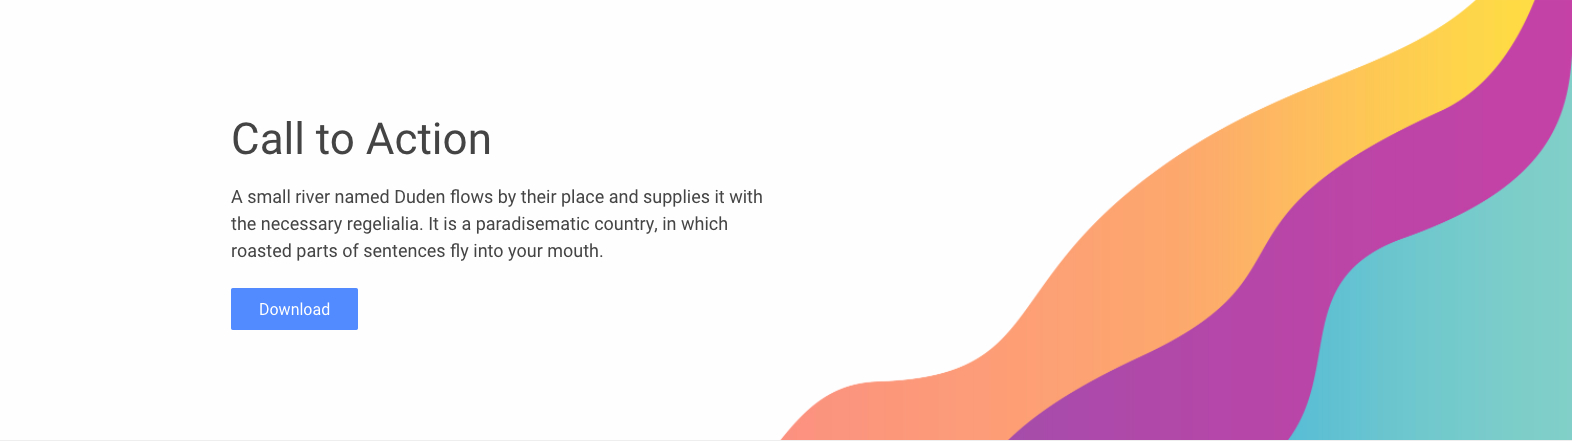 Call to Action
A small river named Duden flows by their place and supplies it with
the necessary regelialia. It is a paradisematic country, in which
roasted parts of sentences fly into your mouth.
Download